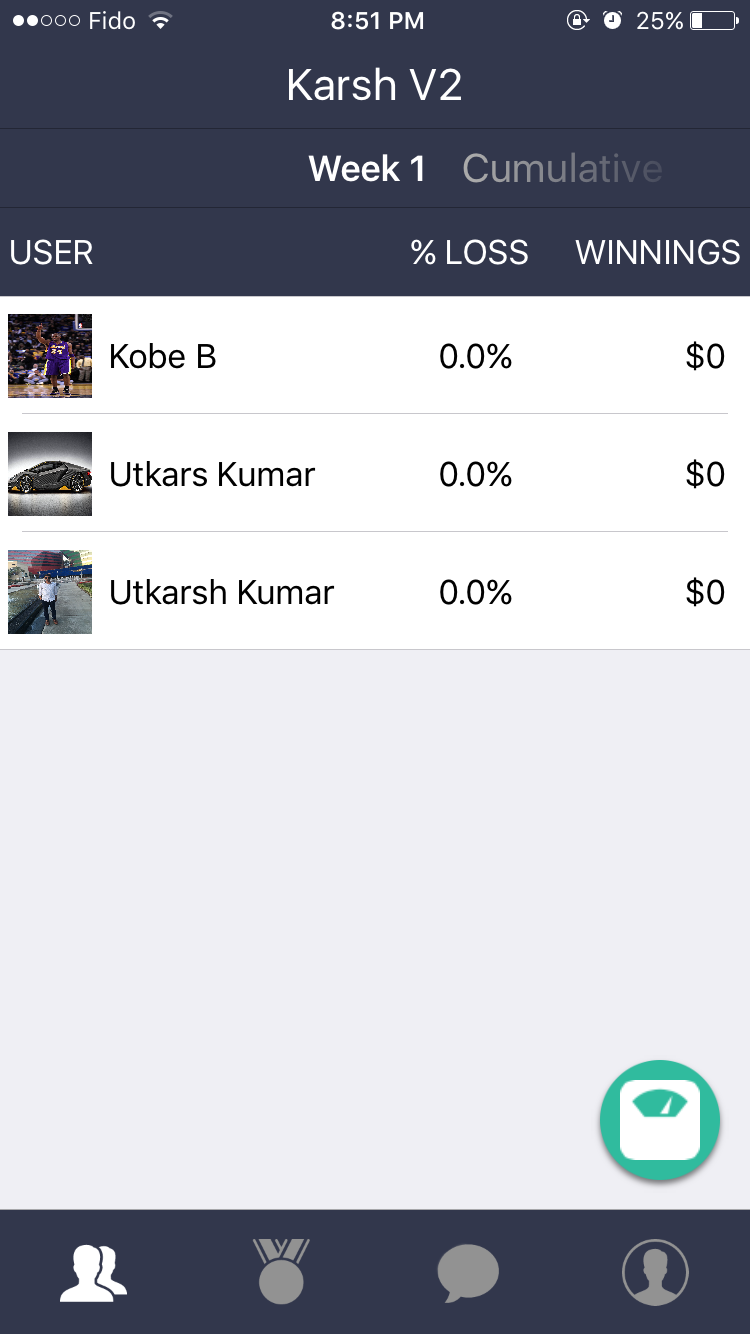 Fido 8:51 PM 25%
Karsh V2
Week 1 Cumulative
USER % LOSS WINNINGS
Kobe B 0.0% $0
Utkars Kumar 0.0% $0
Utkarsh Kumar 0.0% $0